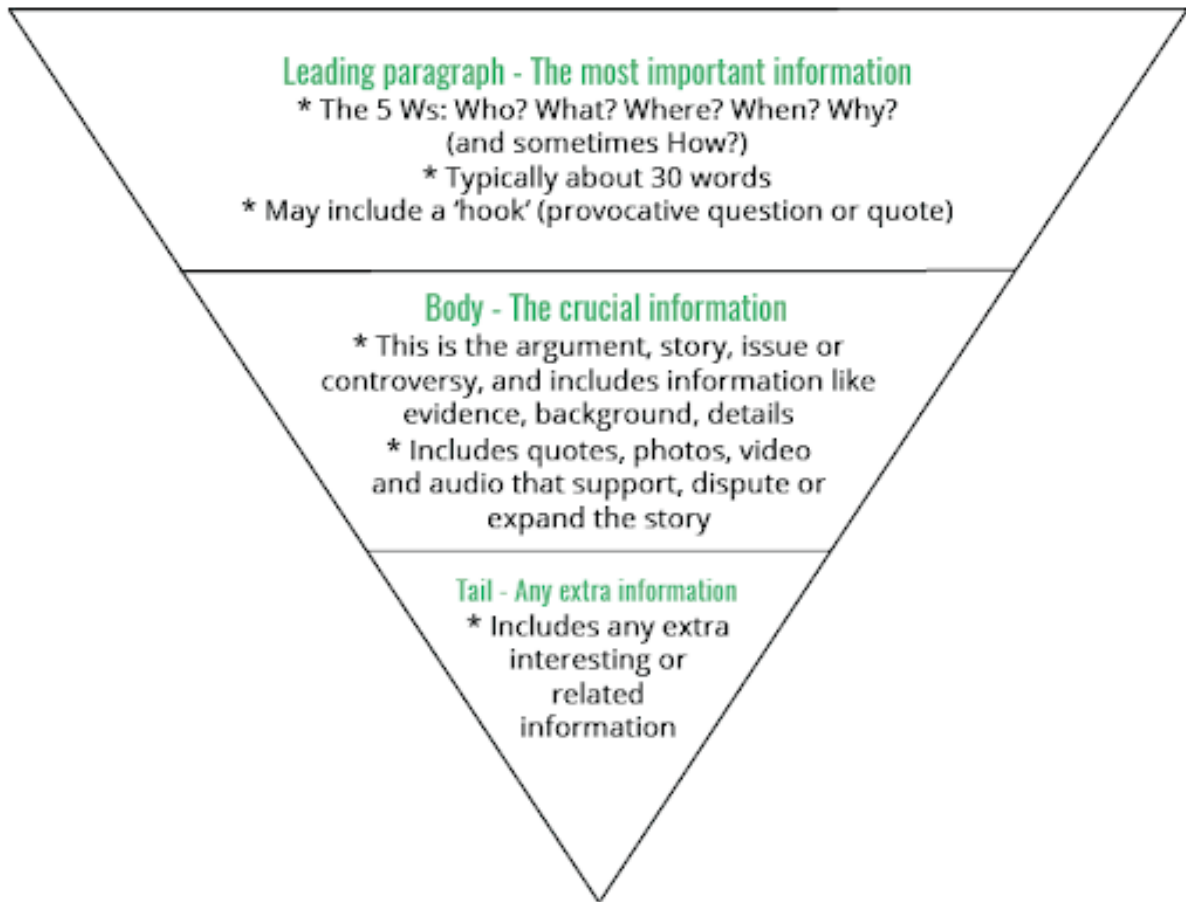 Leading paragraph - The most important information
* The 5 Ws: Who? What? Where? When? Why?
(and sometimes How?)
* Typically about 30 words
* May include a ‘hook’ (provocative question or quote)
Body - The crucial information
* This is the argument, story, issue or
controversy, and includes information like
evidence, background, details
* Includes quotes, photos, video
and audio that support, dispute or
expand the story
Tail - Any extra information
* Includes any extra
interesting or
related
information